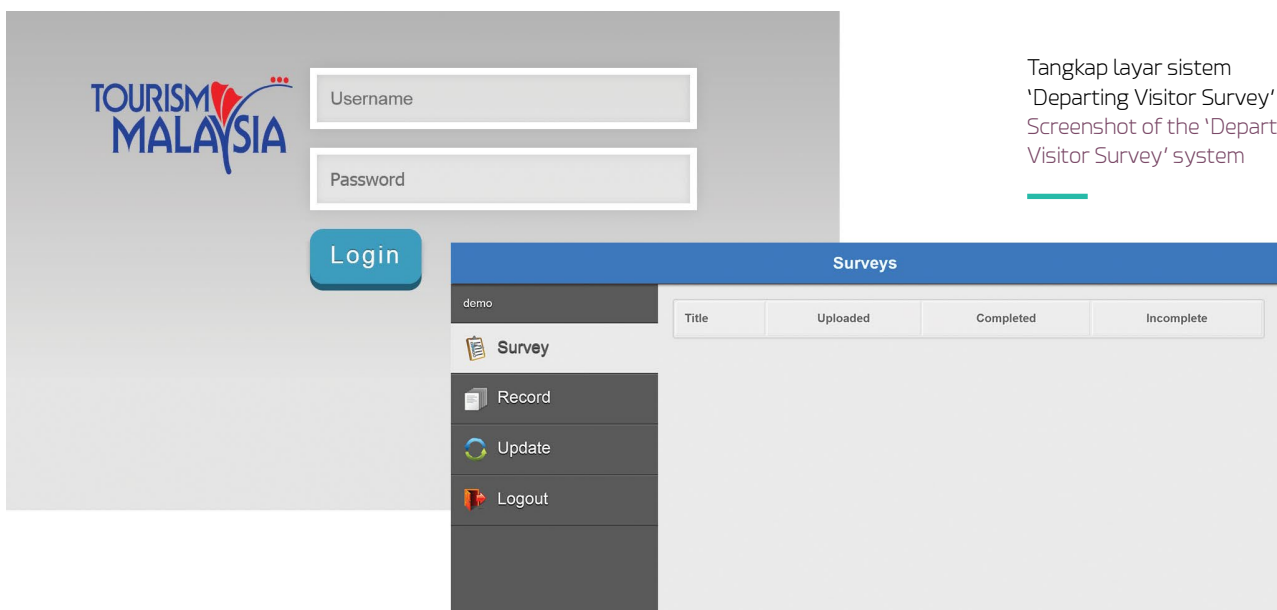 TOURISM
MALAYSIA
Username
Password
Login
Tangkap layar sistem
‘Departing Visitor Survey’
Screenshot of the ‘Depart
Visitor Survey’ system
Surveys
demo
Survey
Record
Update
Logout
Title Uploaded Completed Incomplete